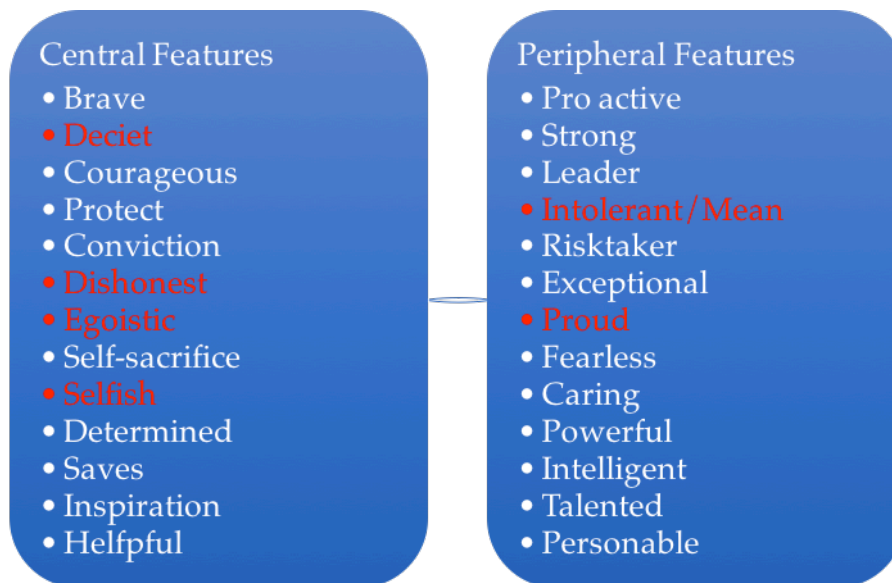 Central Features
• Brave
• Deciet
• Courageous
• Protect
• Conviction
• Dishonest
• Egoistic
• Self-sacrifice
• Selfish
• Determined
• Saves
• Inspiration
• Helfpful
Peripheral Features
• Pro active
• Strong
• Leader
• Intolerant/Mean
• Risktaker
• Exceptional
• Proud
• Fearless
• Caring
• Powerful
• Intelligent
• Talented
• Personable